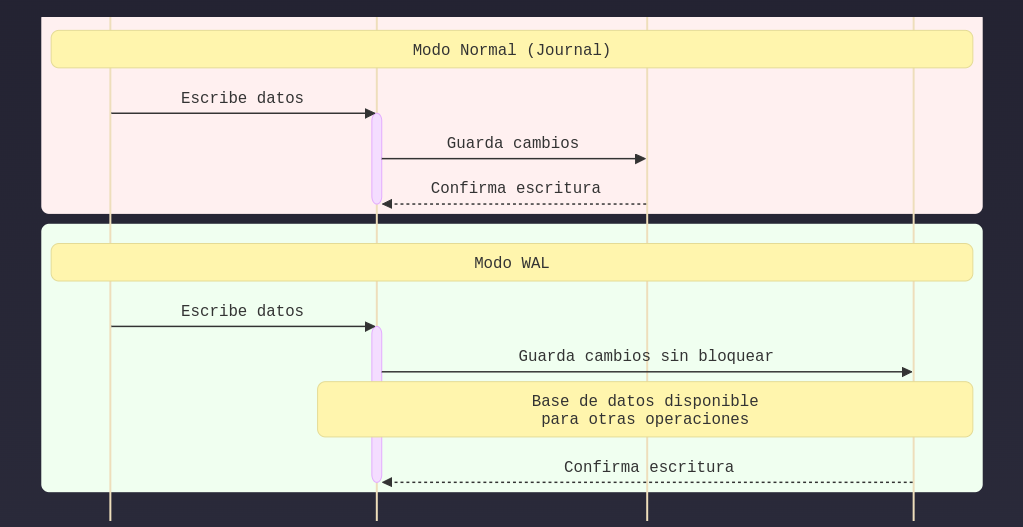 Modo Normal (Journal)
Escribe datos
Guarda cambios
Confirma escritura
Modo WAL
Escribe datos
Guarda cambios sin bloquear
Base de datos disponible
para otras operaciones
Confirma escritura